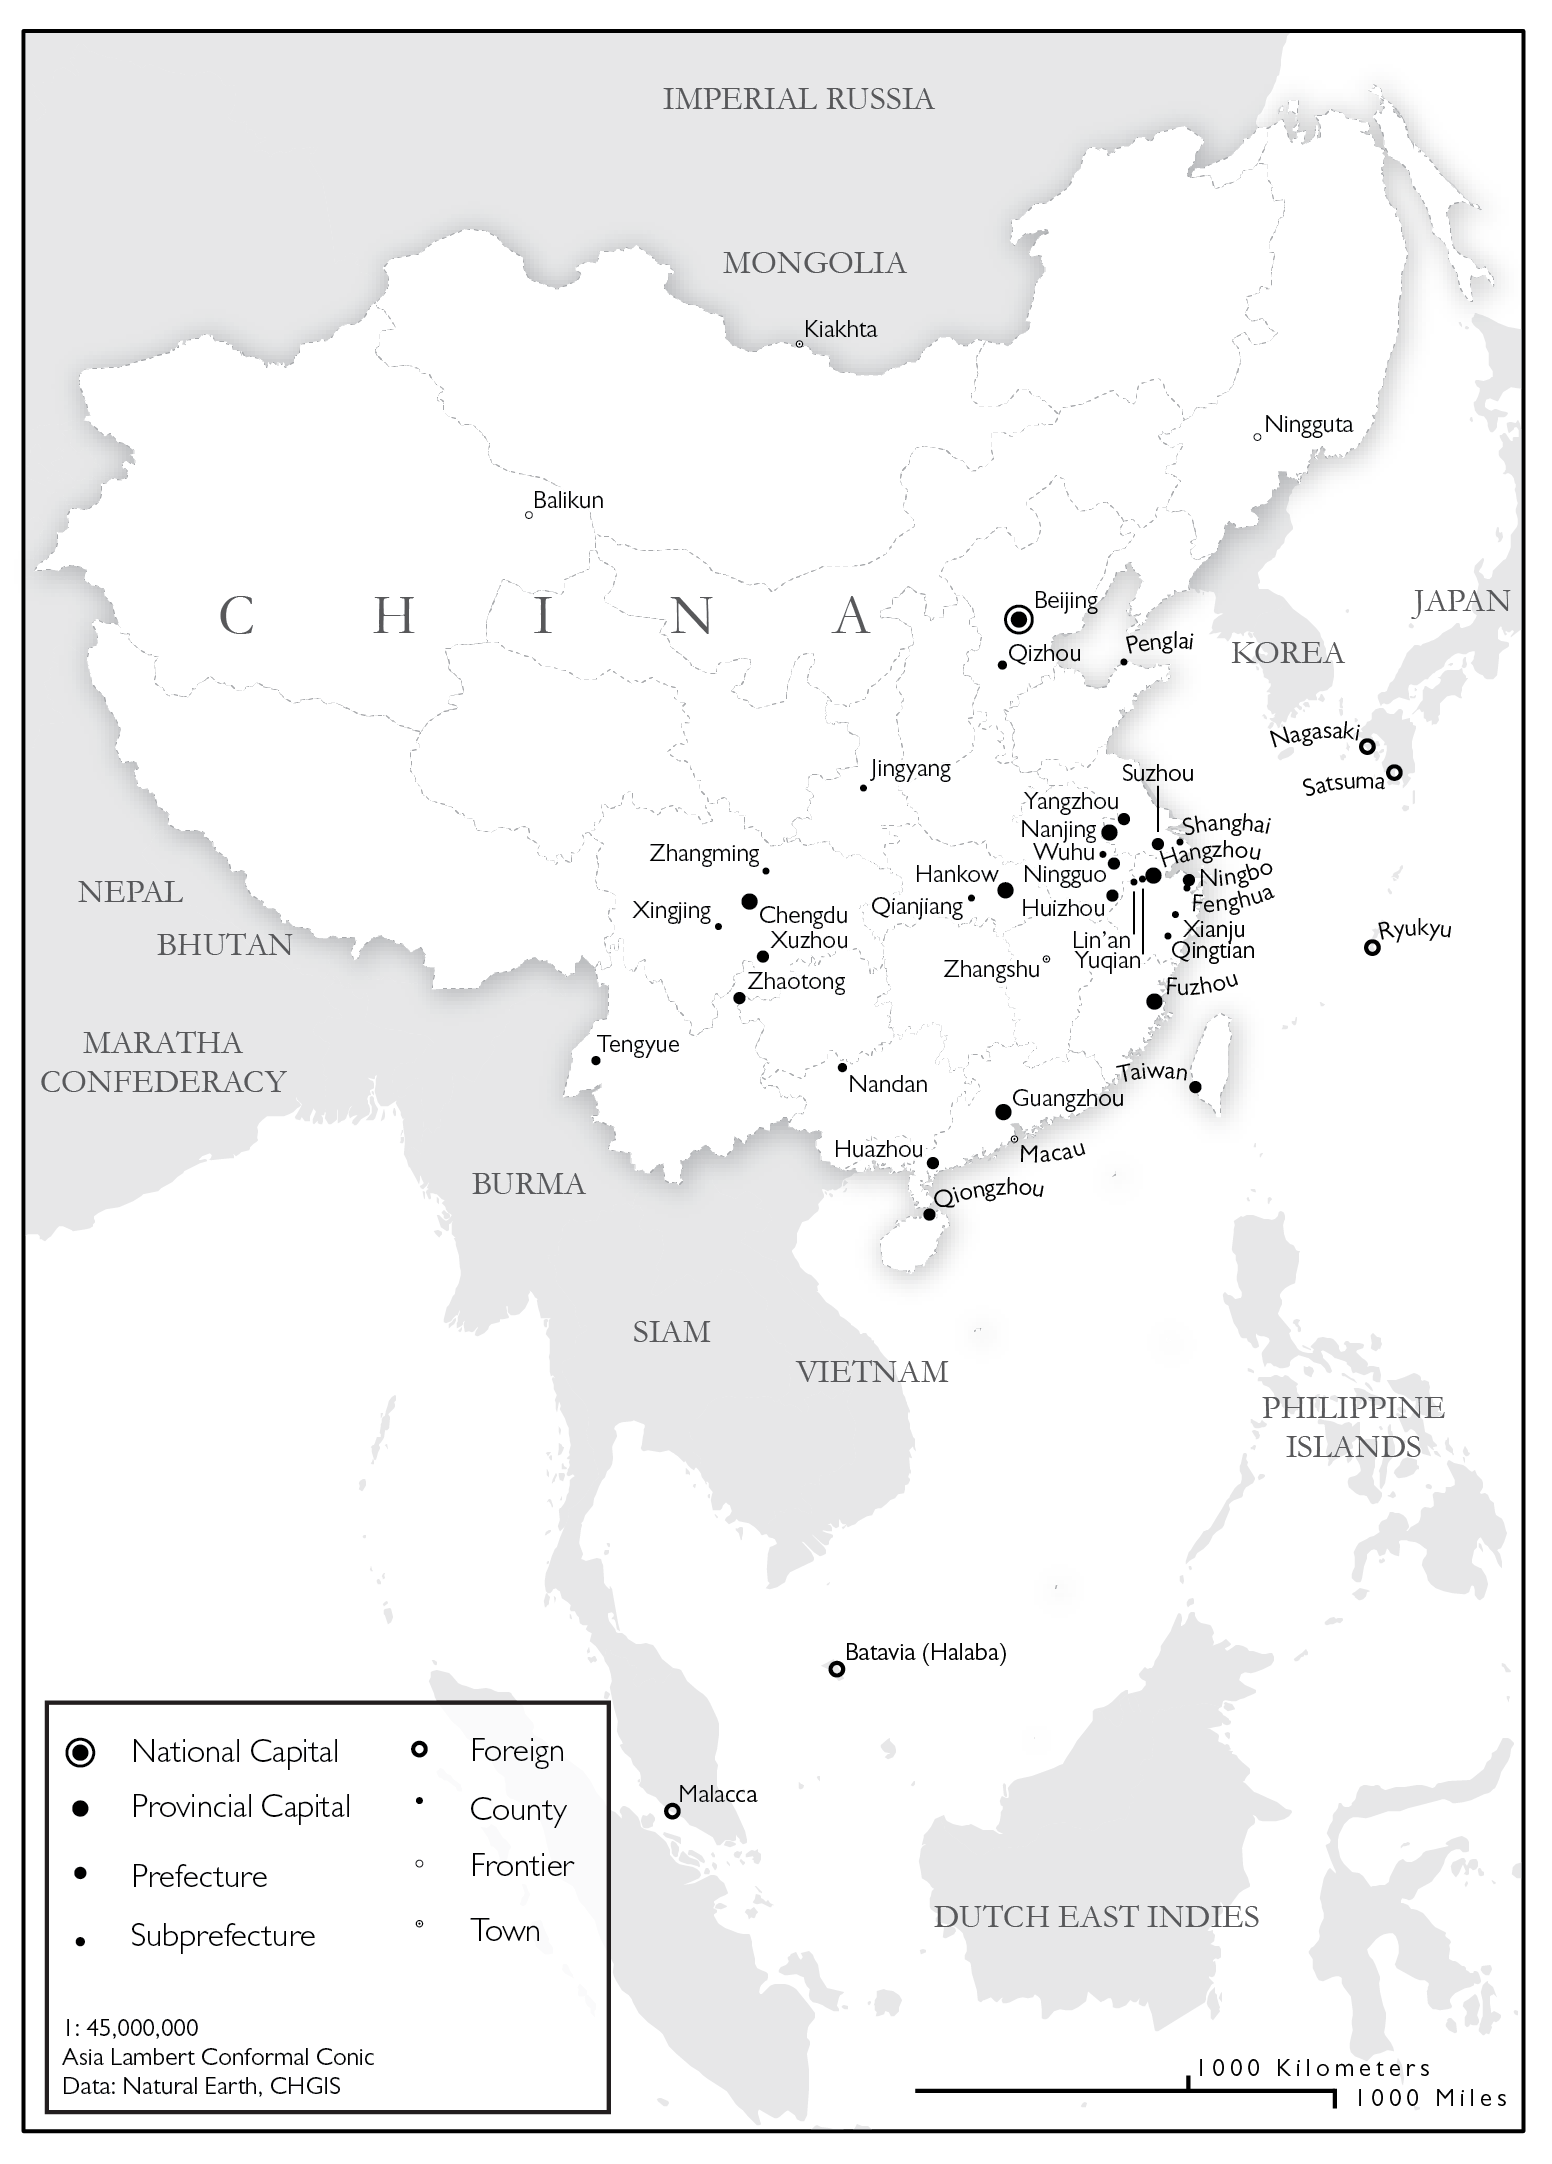 IMPERIAL RUSSIA
MONGOLIA
Kiakhta
Ningguta
Balikun
CHINA
Beijing
JAPAN
Qizhou
Penglai
KOREA
Nagasaki
Satsuma
Jingyang
Suzhou
Yangzhou
Nanjing
Shanghai
Wuhu
Hangzhou
Zhangming
Ningguo
Hankow
Ningbo
NEPAL
Qianjiang
Huizhou
Fenghua
Xingjing
Chengdu
Xianju
Ryukyu
BHUTAN
Xuzhou
Lin'an
Qingtian
Yuqian
Zhangshu
Zhaotong
Fuzhou
MARATHA
CONFEDERACY
Tengyue
Taiwan
Nandan
Guangzhou
Huazhou
Macau
BURMA
Qiongzhou
SIAM
VIETNAM
PHILIPPINE
ISLANDS
Batavia (Halaba)
Malacca
DUTCH EAST INDIES
National Capital
Provincial Capital
Prefecture
Subprefecture
Foreign
County
Frontier
Town
1: 45,000,000
Asia Lambert Conformal Conic
Data: Natural Earth, CHGIS
1000 Kilometers
1000 Miles